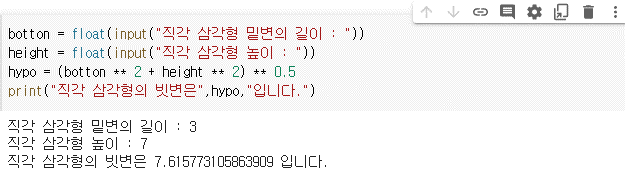 botton = float(input("직각 삼각형 밑변의 길이 : "))
height = float(input("직각 삼각형 높이 : "))
hypo = (botton ** 2 + height ** 2) ** 0.5
print("직각 삼각형의 빗변은",hypo,"입니다.")
직각 삼각형 밑변의 길이 : 3
직각 삼각형 높이 : 7
직각 삼각형의 빗변은 7.615773105863909 입니다.